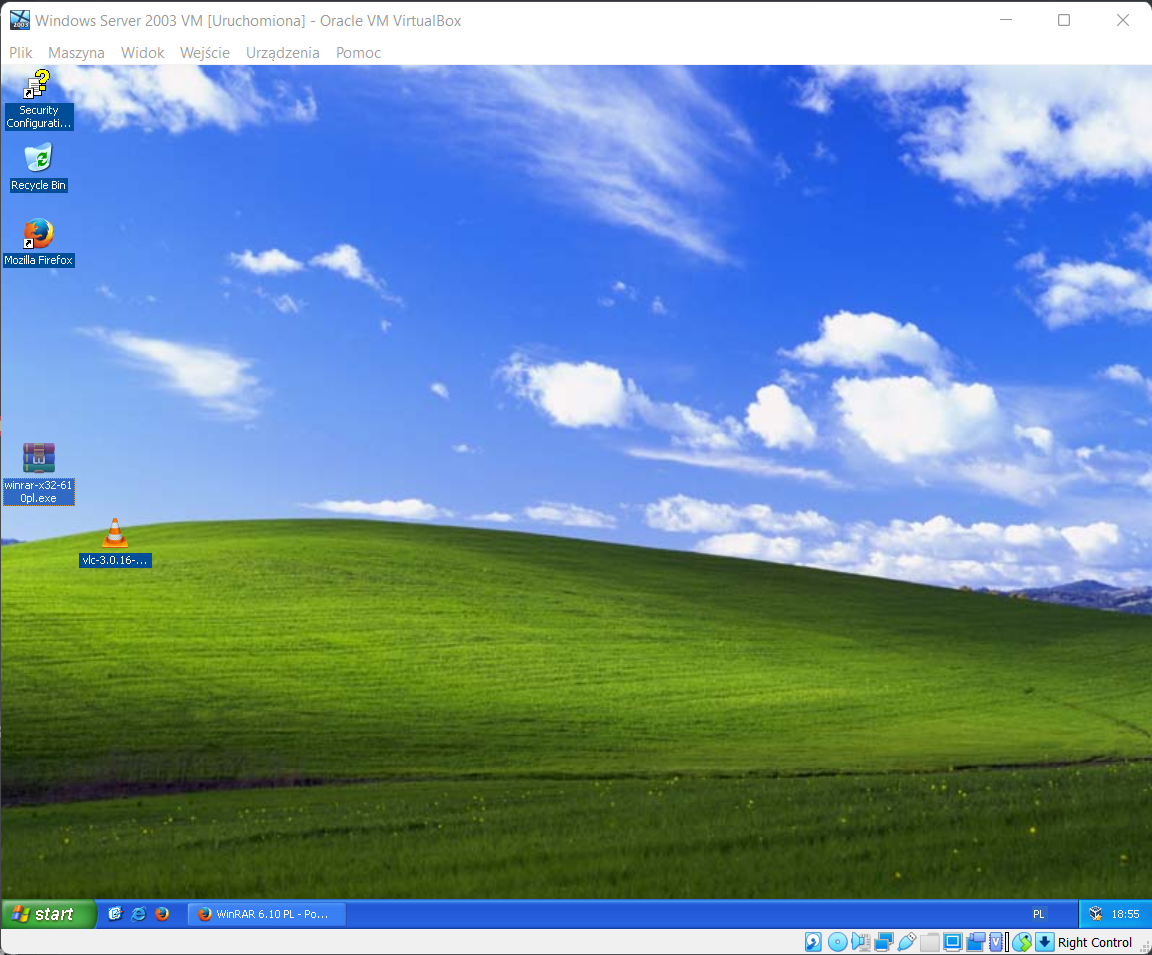 Windows Server 2003 VM [Uruchomiona] - Oracle VM VirtualBox
Plik Maszyna Widok Wejście Urządzenia Pomoc
Security
Configurati...
Recycle Bin
Mozilla Firefox
winrar-x32-61
0pl.exe
vlc-3.0.16-...
start
WinRAR 6.10 PL - Po...
PL
18:55
Right Control